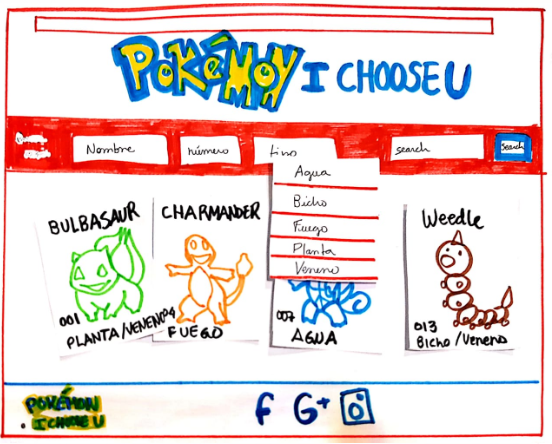 POKéMON I CHOOSE U
Nombre
número
tipo
search
Search
Agua
Bicho
Fuego
Planta
Veneno
BULBASAUR
001
PLANTA/VENENO
CHARMANDER
004
FUEGO
007
AGUA
Weedle
013
Bicho/Veneno
POKÉMON
I CHOOSE U
f G+